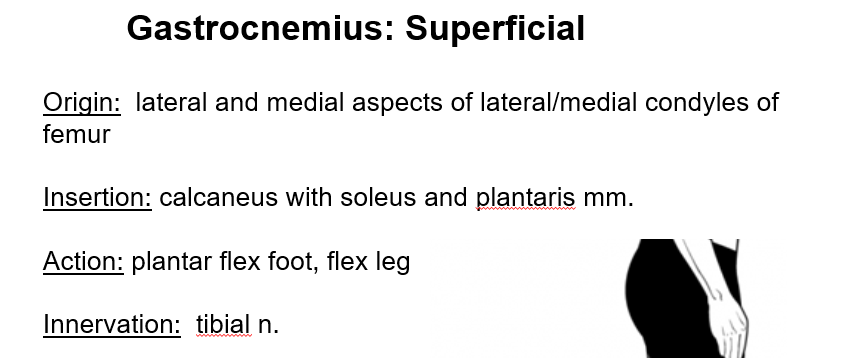 Gastrocnemius: Superficial
Origin:  lateral and medial aspects of lateral/medial condyles of
femur
Insertion: calcaneus with soleus and plantaris mm.
Action: plantar flex foot, flex leg
Innervation:  tibial n.